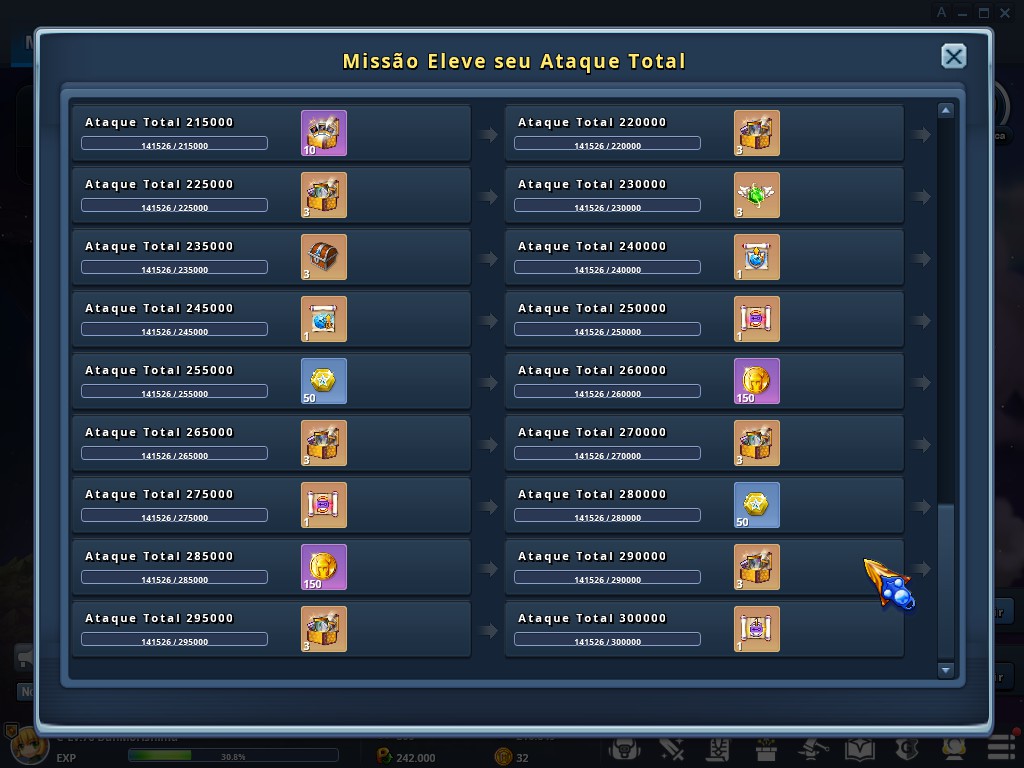 A
Missão Eleve seu Ataque Total
Ataque Total 215000
141526 / 215000
10
Ataque Total 220000
141526 / 220000
3
Ataque Total 225000
141526 / 225000
3
Ataque Total 230000
141526 / 230000
3
Ataque Total 235000
141526 / 235000
3
Ataque Total 240000
141526 / 240000
1
Ataque Total 245000
141526 / 245000
1
Ataque Total 250000
141526 / 250000
1
Ataque Total 255000
141526 / 255000
50
Ataque Total 260000
141526 / 260000
150
Ataque Total 265000
141526 / 265000
3
Ataque Total 270000
141526 / 270000
3
Ataque Total 275000
141526 / 275000
1
Ataque Total 280000
141526 / 280000
50
Ataque Total 285000
141526 / 285000
150
Ataque Total 290000
141526 / 290000
3
Ataque Total 295000
141526 / 295000
3
Ataque Total 300000
141526 / 300000
1
EXP
30.8%
242.000
32